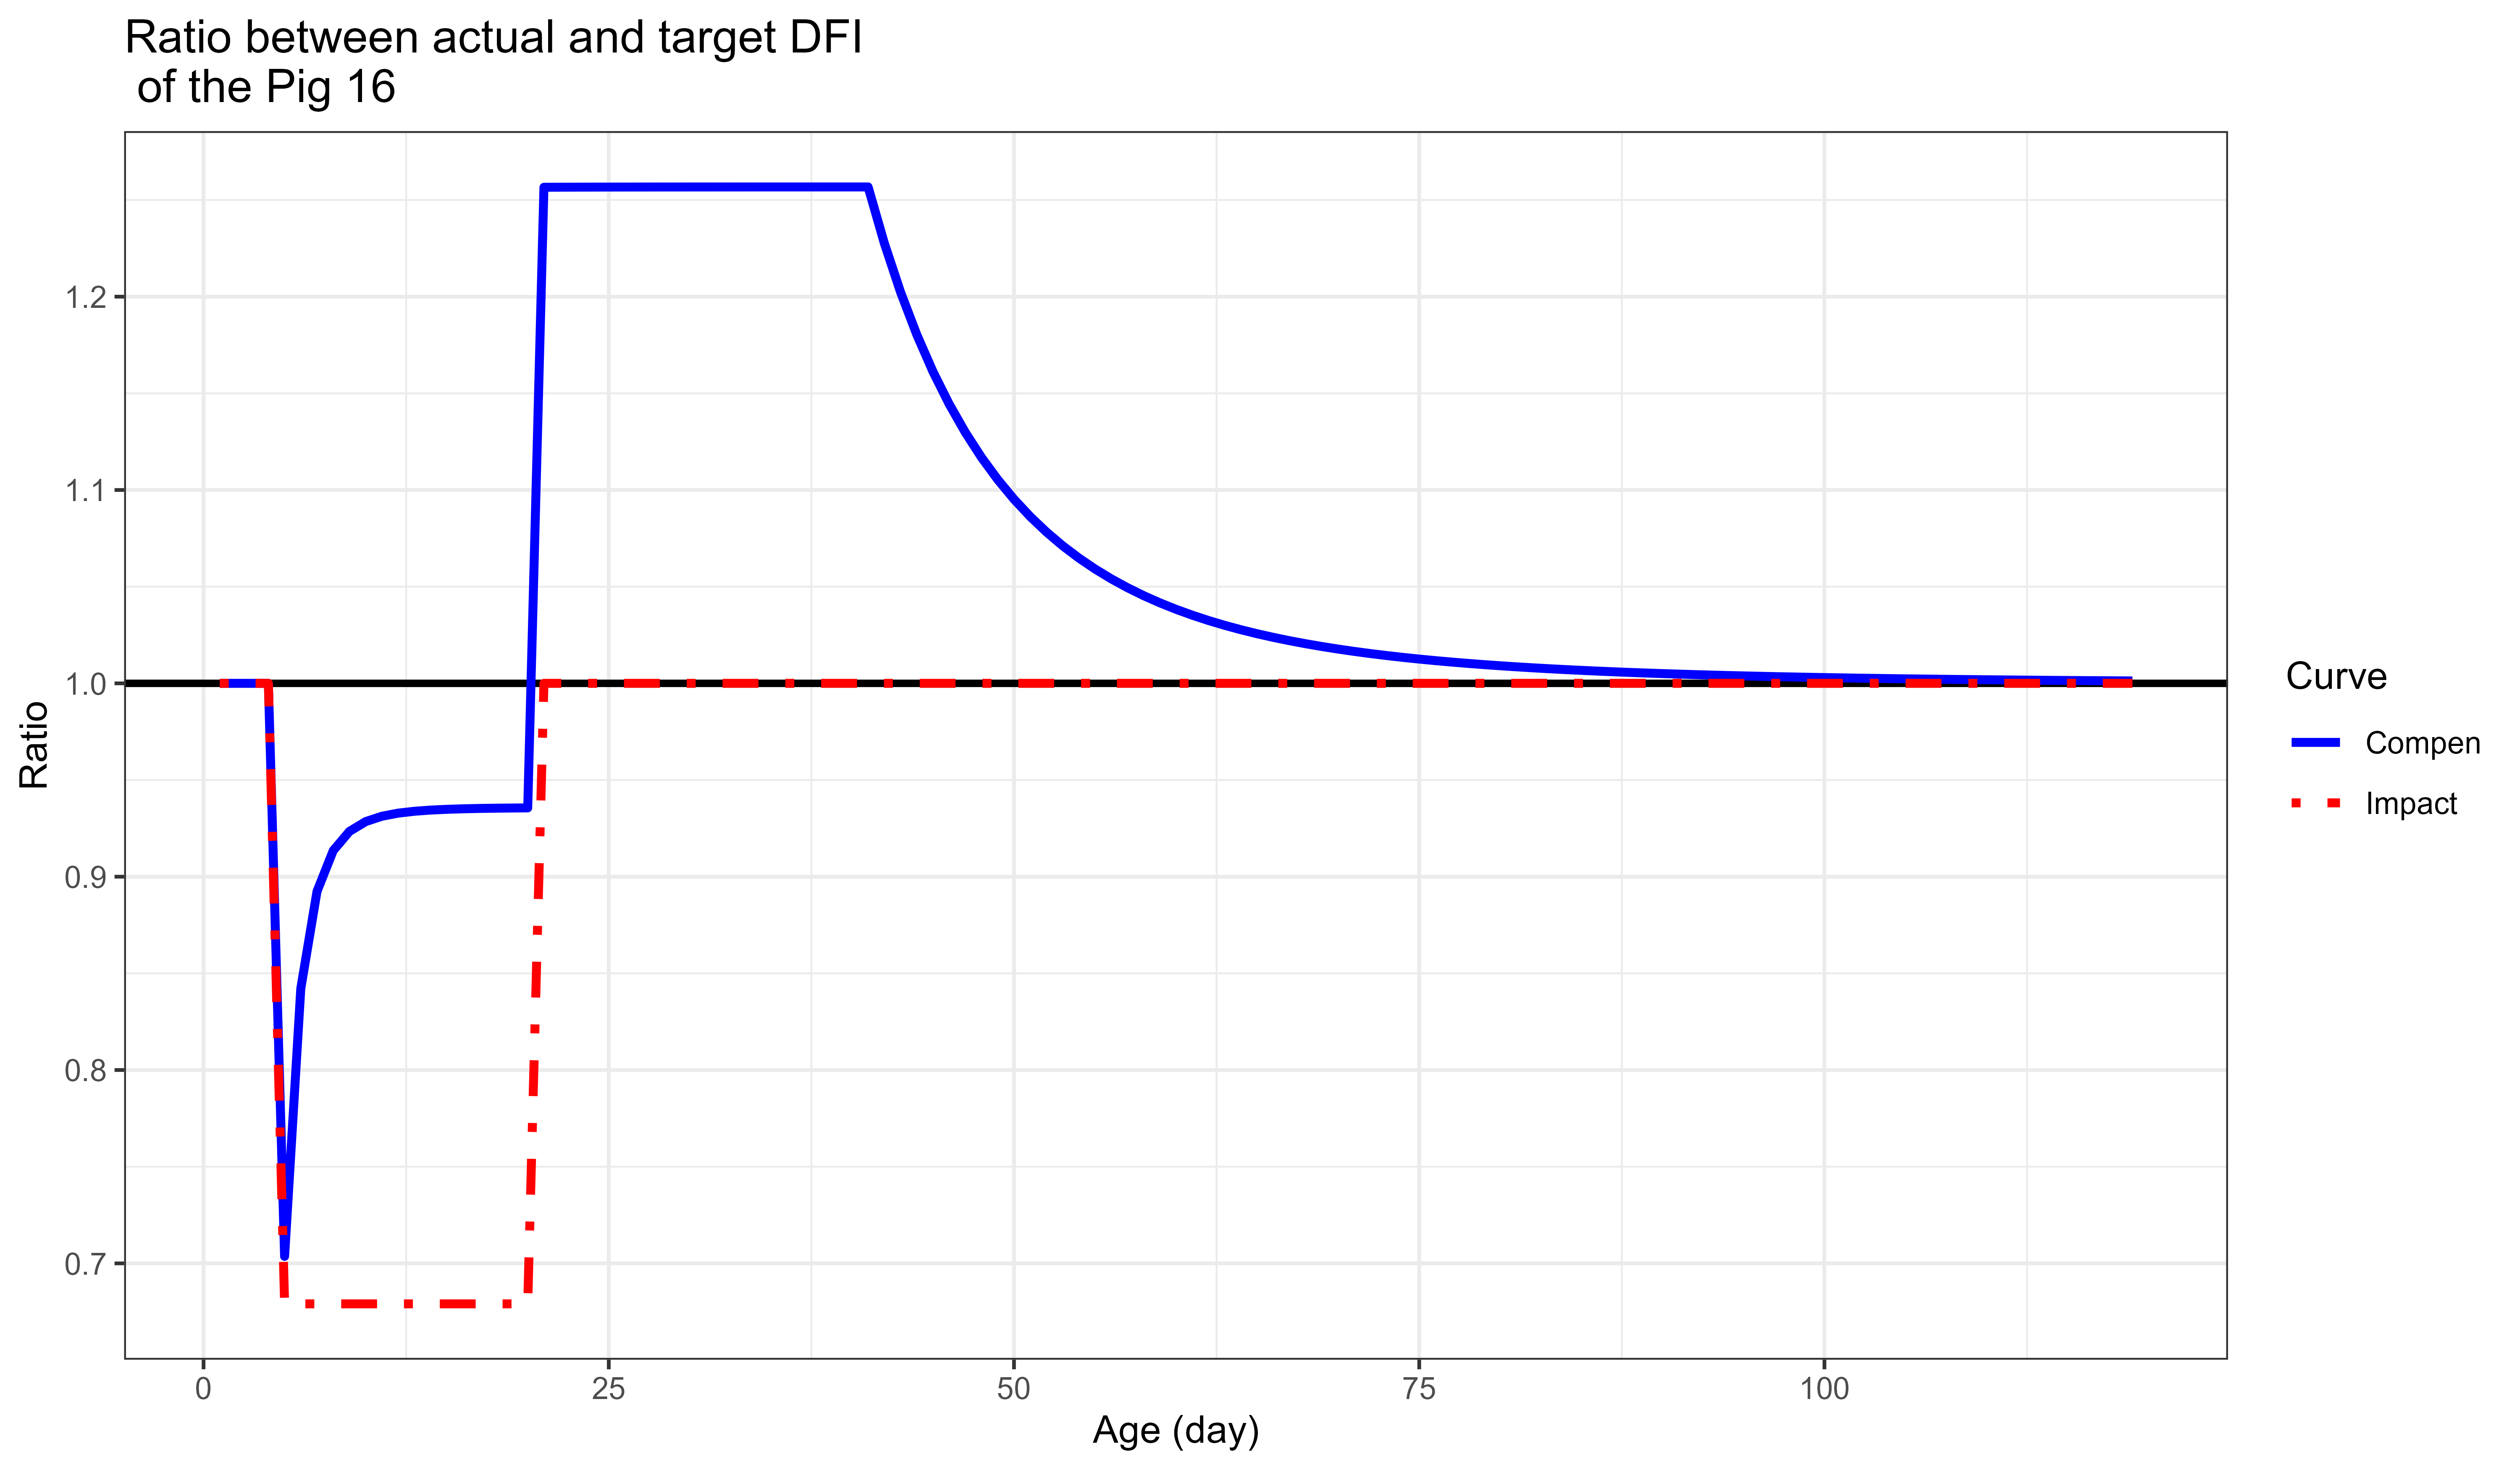 Ratio between actual and target DFI
of the Pig 16
1.2
1.1
1.0
0.9
0.8
0.7
Ratio
0 25 50 75 100
Age (day)
Curve
Compen
Impact